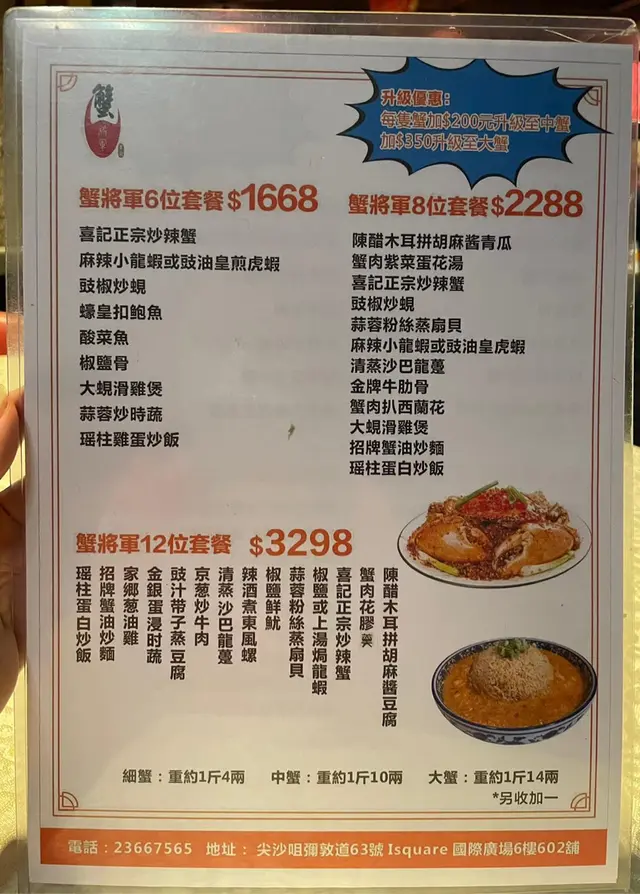 蟹
將軍
升級優惠:
每隻蟹加$200元升級至中蟹
加$350升級至大蟹
蟹將軍6位套餐 $1668
喜記正宗炒辣蟹
麻辣小龍蝦或豉油皇煎虎蝦
豉椒炒蜆
蠔皇扣鮑魚
酸菜魚
椒鹽骨
大蜆滑雞煲
蒜蓉炒時蔬
瑶柱雞蛋炒飯
蟹將軍8位套餐 $2288
陳醋木耳拼胡麻醬青瓜
蟹肉紫菜蛋花湯
喜記正宗炒辣蟹
豉椒炒蜆
蒜蓉粉絲蒸扇貝
麻辣小龍蝦或豉油皇虎蝦
清蒸沙巴龍躉
金牌牛肋骨
蟹肉扒西蘭花
大蜆滑雞煲
招牌蟹油炒麵
瑶柱蛋白炒飯
蟹將軍12位套餐 $3298
陳醋木耳拼胡麻醬豆腐
蟹肉花膠羹
喜記正宗炒辣蟹
椒鹽或上湯焗龍蝦
蒜蓉粉絲蒸扇貝
椒鹽鮮魷
辣酒煮東風螺
清蒸沙巴龍躉
京葱炒牛肉
豉汁带子蒸豆腐
金銀蛋浸时蔬
家鄉葱油雞
招牌蟹油炒麵
瑶柱蛋白炒飯
細蟹：重約1斤4兩 中蟹：重約1斤10兩 大蟹：重約1斤14兩
*另收加一
電話：23667565 地址： 尖沙咀彌敦道63號 Isquare 國際廣場6樓602舖